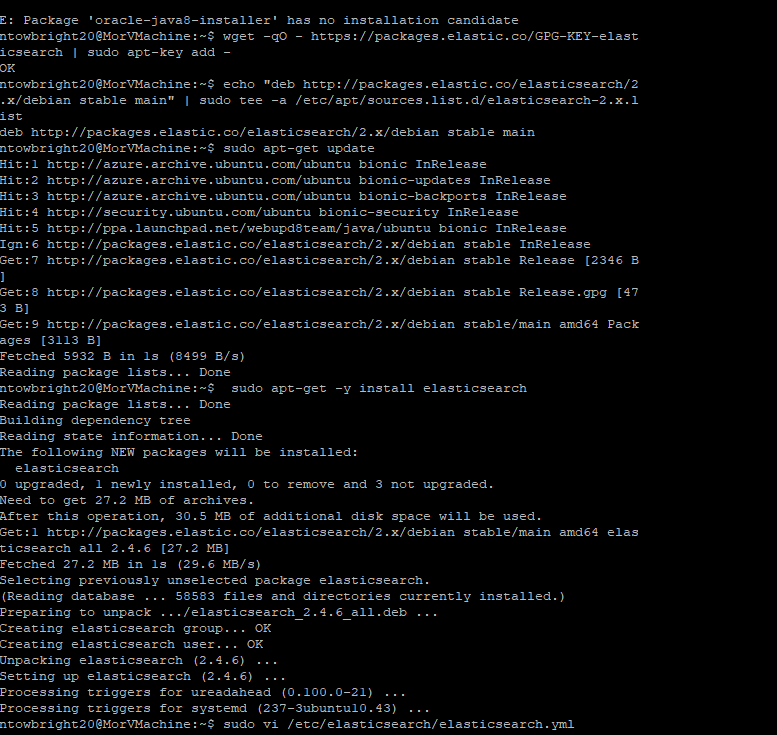 E: Package 'oracle-java8-installer' has no installation candidate
ntowbright20@MorVMachine:~$ wget -qO - https://packages.elastic.co/GPG-KEY-elast
icsearch | sudo apt-key add -
OK
ntowbright20@MorVMachine:~$ echo "deb http://packages.elastic.co/elasticsearch/2
.x/debian stable main" | sudo tee -a /etc/apt/sources.list.d/elasticsearch-2.x.l
ist
deb http://packages.elastic.co/elasticsearch/2.x/debian stable main
ntowbright20@MorVMachine:~$ sudo apt-get update
Hit:1 http://azure.archive.ubuntu.com/ubuntu bionic InRelease
Hit:2 http://azure.archive.ubuntu.com/ubuntu bionic-updates InRelease
Hit:3 http://azure.archive.ubuntu.com/ubuntu bionic-backports InRelease
Hit:4 http://security.ubuntu.com/ubuntu bionic-security InRelease
Hit:5 http://ppa.launchpad.net/webupd8team/java/ubuntu bionic InRelease
Ign:6 http://packages.elastic.co/elasticsearch/2.x/debian stable InRelease
Get:7 http://packages.elastic.co/elasticsearch/2.x/debian stable Release [2346 B
]
Get:8 http://packages.elastic.co/elasticsearch/2.x/debian stable Release.gpg [47
3 B]
Get:9 http://packages.elastic.co/elasticsearch/2.x/debian stable/main amd64 Pack
ages [3113 B]
Fetched 5932 B in 1s (8499 B/s)
Reading package lists... Done
ntowbright20@MorVMachine:~$  sudo apt-get -y install elasticsearch
Reading package lists... Done
Building dependency tree
Reading state information... Done
The following NEW packages will be installed:
  elasticsearch
0 upgraded, 1 newly installed, 0 to remove and 3 not upgraded.
Need to get 27.2 MB of archives.
After this operation, 30.5 MB of additional disk space will be used.
Get:1 http://packages.elastic.co/elasticsearch/2.x/debian stable/main amd64 elas
ticsearch all 2.4.6 [27.2 MB]
Fetched 27.2 MB in 1s (29.6 MB/s)
Selecting previously unselected package elasticsearch.
(Reading database ... 58583 files and directories currently installed.)
Preparing to unpack .../elasticsearch_2.4.6_all.deb ...
Creating elasticsearch group... OK
Creating elasticsearch user... OK
Unpacking elasticsearch (2.4.6) ...
Setting up elasticsearch (2.4.6) ...
Processing triggers for ureadahead (0.100.0-21) ...
Processing triggers for systemd (237-3ubuntu10.43) ...
ntowbright20@MorVMachine:~$ sudo vi /etc/elasticsearch/elasticsearch.yml